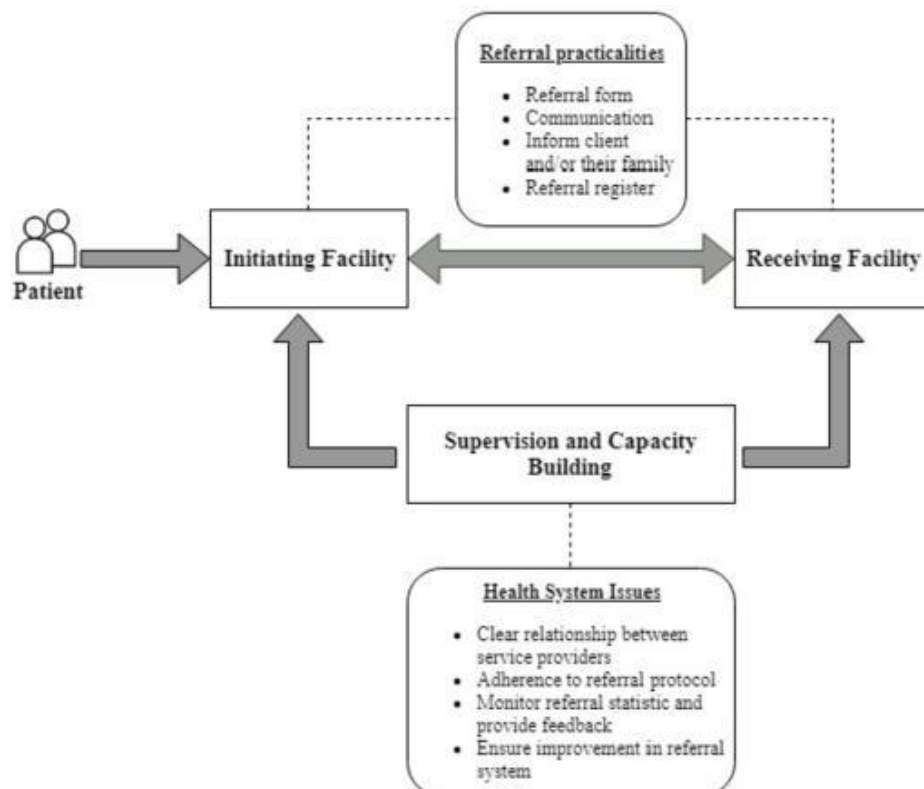 Referral practicalities
• Referral form
• Communication
• Inform client
and/or their family
• Referral register
Patient
Initiating Facility
Receiving Facility
Supervision and Capacity
Building
Health System Issues
• Clear relationship between
service providers
• Adherence to referral protocol
• Monitor referral statistic and
provide feedback
• Ensure improvement in referral
system